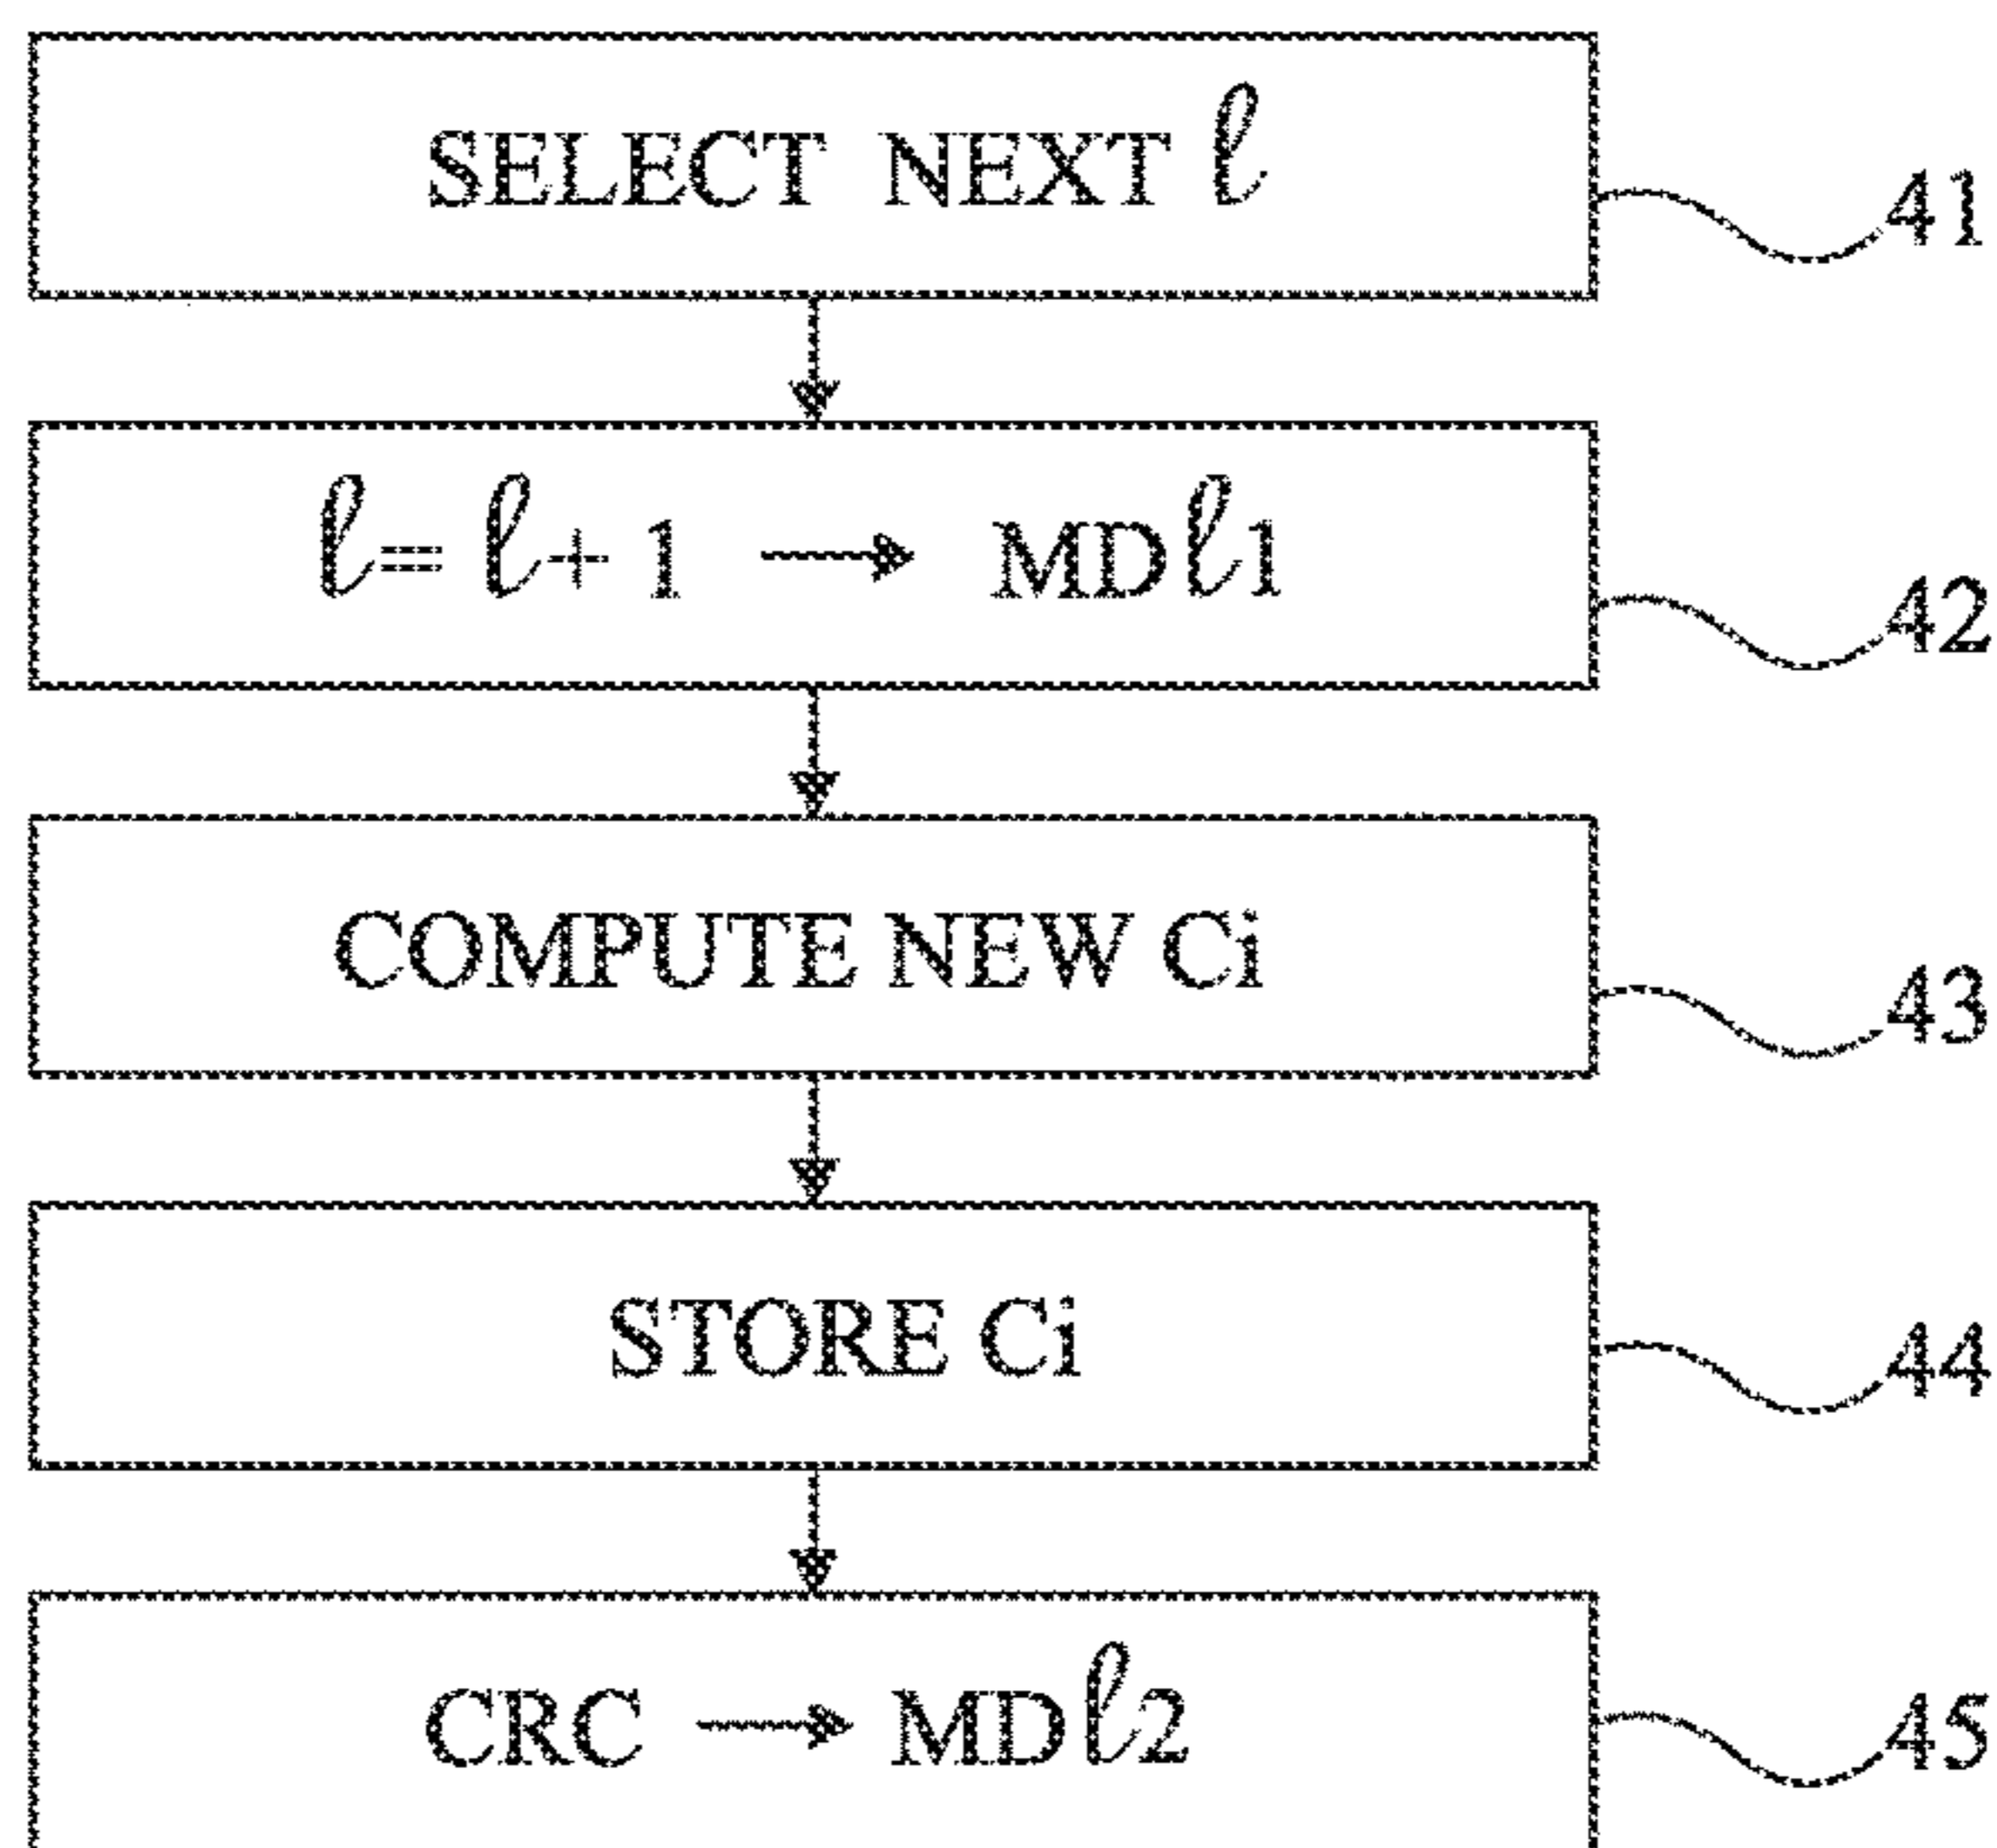 SELECT NEXT ℓ
41
ℓ= ℓ+ 1 → MDℓ1
42
COMPUTE NEW Ci
43
STORE Ci
44
CRC → MDℓ2
45